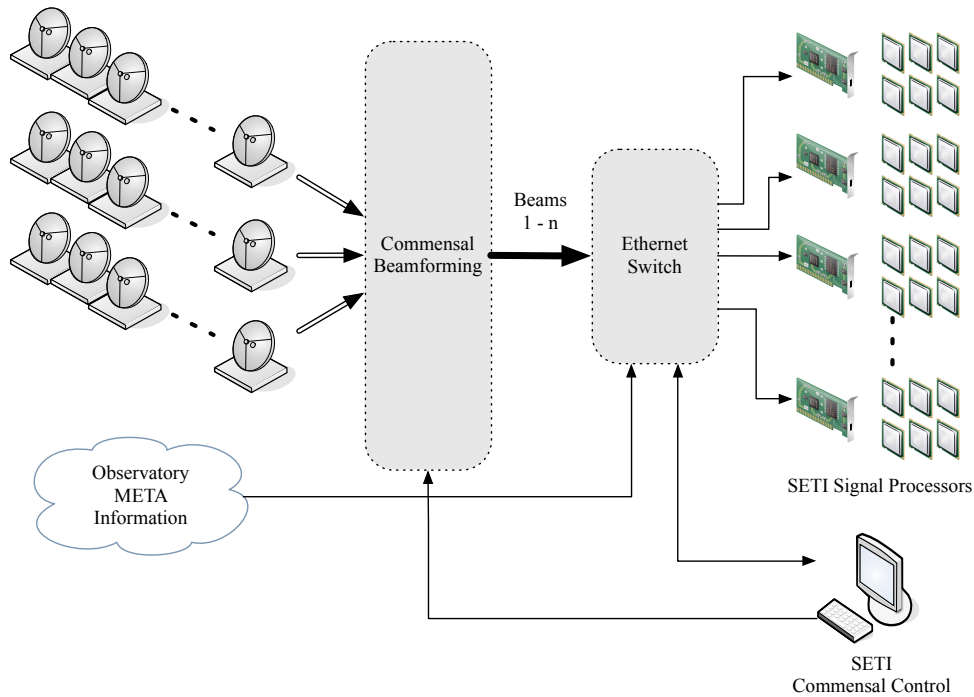 Commensal
Beamforming
Beams
1 - n
Ethernet
Switch
SETI Signal Processors
Observatory
META
Information
SETI
Commensal Control